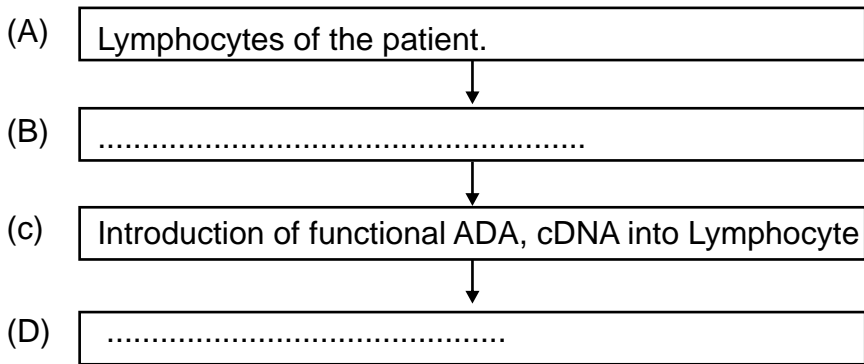 (A) Lymphocytes of the patient.
(B) ......................................................
(c) Introduction of functional ADA, cDNA into Lymphocyte
(D) ............................................